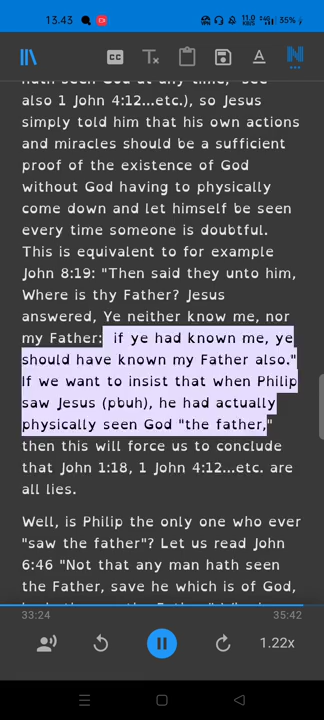 13.43
11.0
KB/S
35%
CC
hath seen God at any time," see
also 1 John 4:12...etc.), so Jesus
simply told him that his own actions
and miracles should be a sufficient
proof of the existence of God
without God having to physically
come down and let himself be seen
every time someone is doubtful.
This is equivalent to for example
John 8:19: "Then said they unto him,
Where is thy Father? Jesus
answered, Ye neither know me, nor
my Father: if ye had known me, ye
should have known my Father also."
If we want to insist that when Philip
saw Jesus (pbuh), he had actually
physically seen God "the father,"
then this will force us to conclude
that John 1:18, 1 John 4:12...etc. are
all lies.
Well, is Philip the only one who ever
"saw the father"? Let us read John
6:46 "Not that any man hath seen
the Father, save he which is of God,
33:24
35:42
1.22x